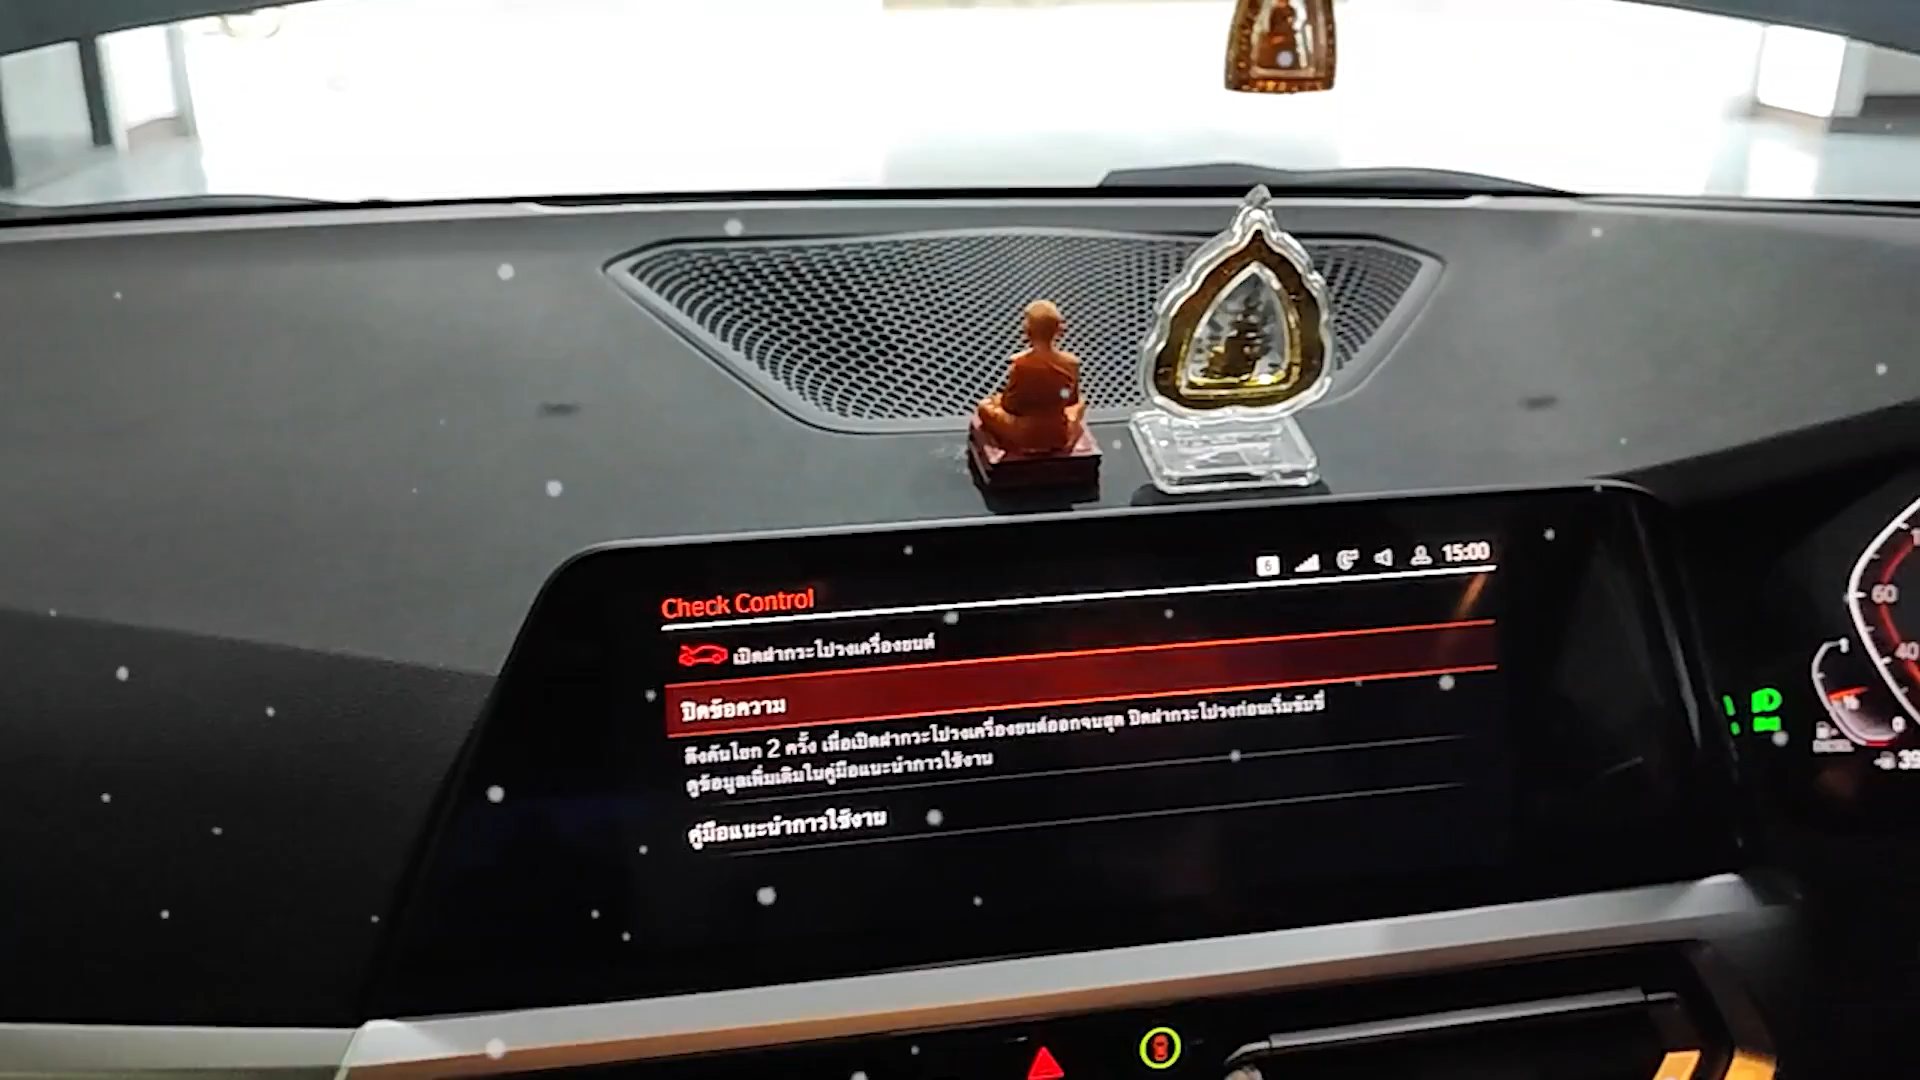 6 15:00
Check Control
เปิดฝากระโปรงเครื่องยนต์
ปิดข้อความ
ดึงคันโยก 2 ครั้ง เพื่อเปิดฝากระโปรงเครื่องยนต์ออกจนสุด ปิดฝากระโปรงก่อนเริ่มขับขี่
ดูข้อมูลเพิ่มเติมในคู่มือแนะนำการใช้งาน
คู่มือแนะนำการใช้งาน
60
40
0